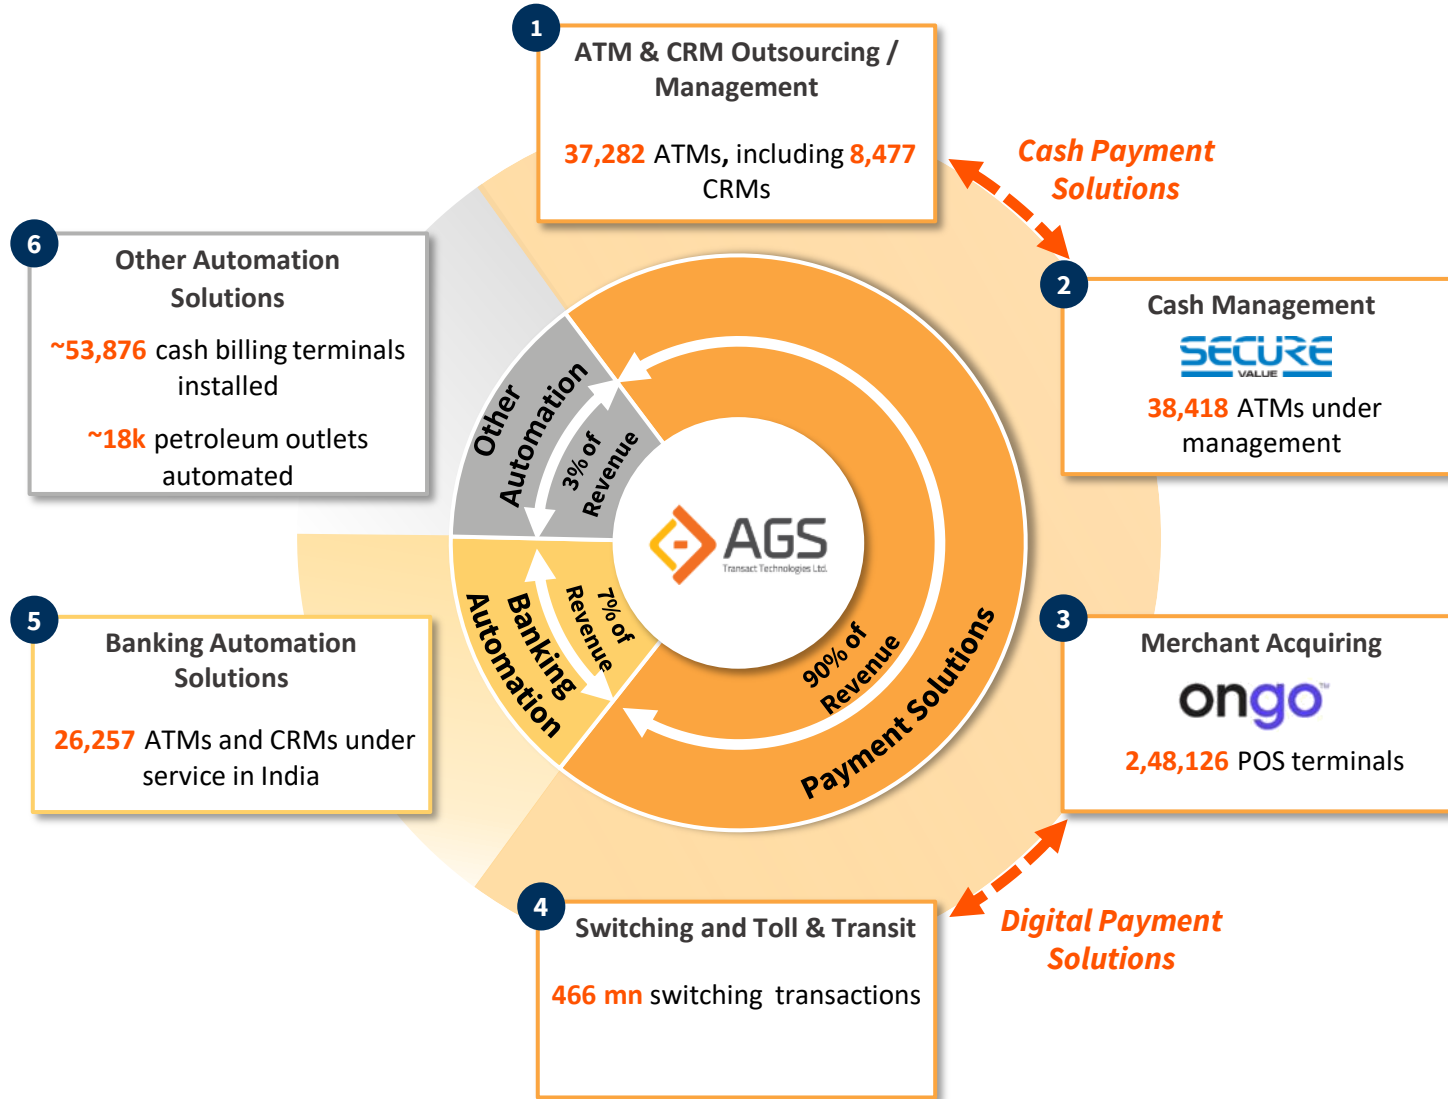 1
ATM & CRM Outsourcing /
Management
37,282 ATMs, including 8,477
CRMs
Cash Payment
Solutions
2
Cash Management
SECURE
VALUE
38,418 ATMs under
management
6
Other Automation
Solutions
~53,876 cash billing terminals
installed
~18k petroleum outlets
automated
Other
Automation
3% of
Revenue
AGS
Transact Technologies Ltd.
7% of
Revenue
Banking
Automation
90% of
Revenue
Payment Solutions
3
Merchant Acquiring
ongo™
2,48,126 POS terminals
5
Banking Automation
Solutions
26,257 ATMs and CRMs under
service in India
4
Switching and Toll & Transit
466 mn switching transactions
Digital Payment
Solutions